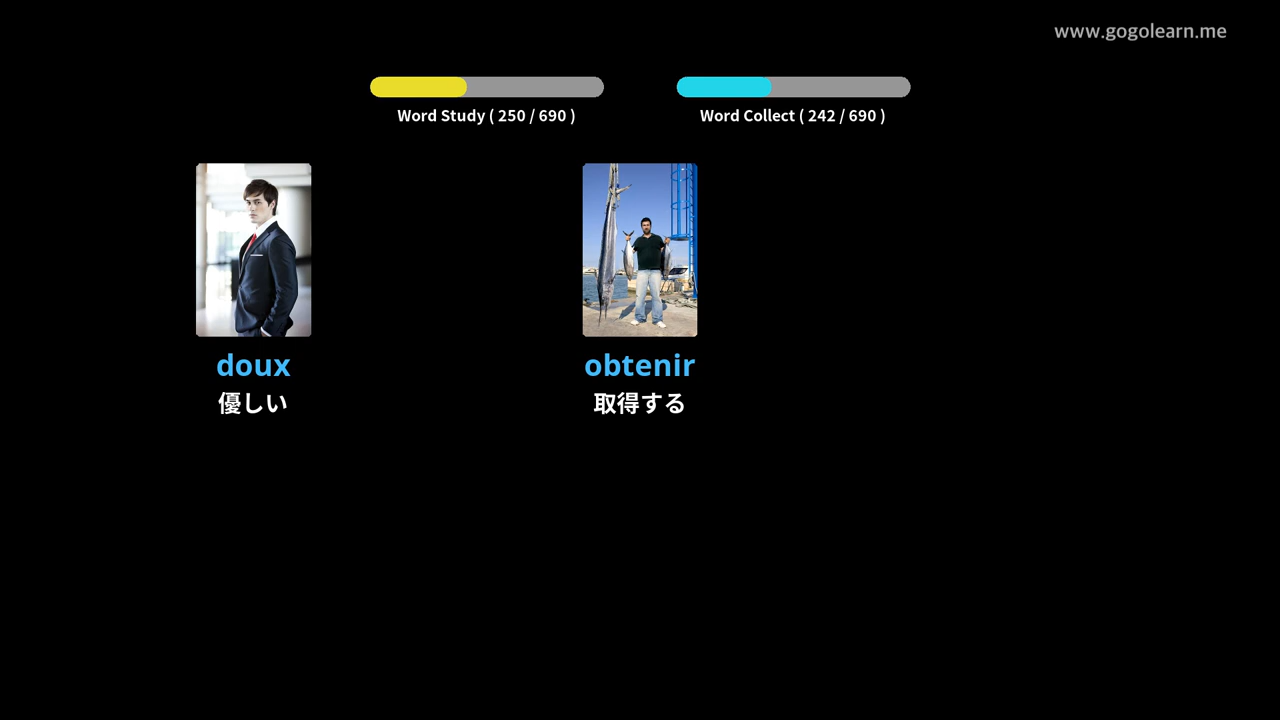 www.gogolearn.me
Word Study ( 250 / 690 )
Word Collect ( 242 / 690 )
doux
優しい
obtenir
取得する